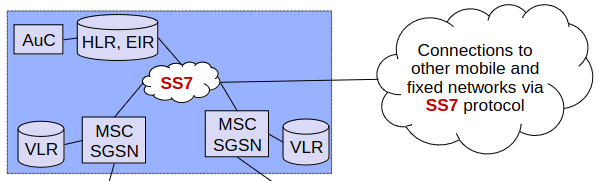 AuC
HLR, EIR
SS7
MSC
SGSN
VLR
MSC
SGSN
VLR
Connections to
other mobile and
fixed networks via
SS7 protocol